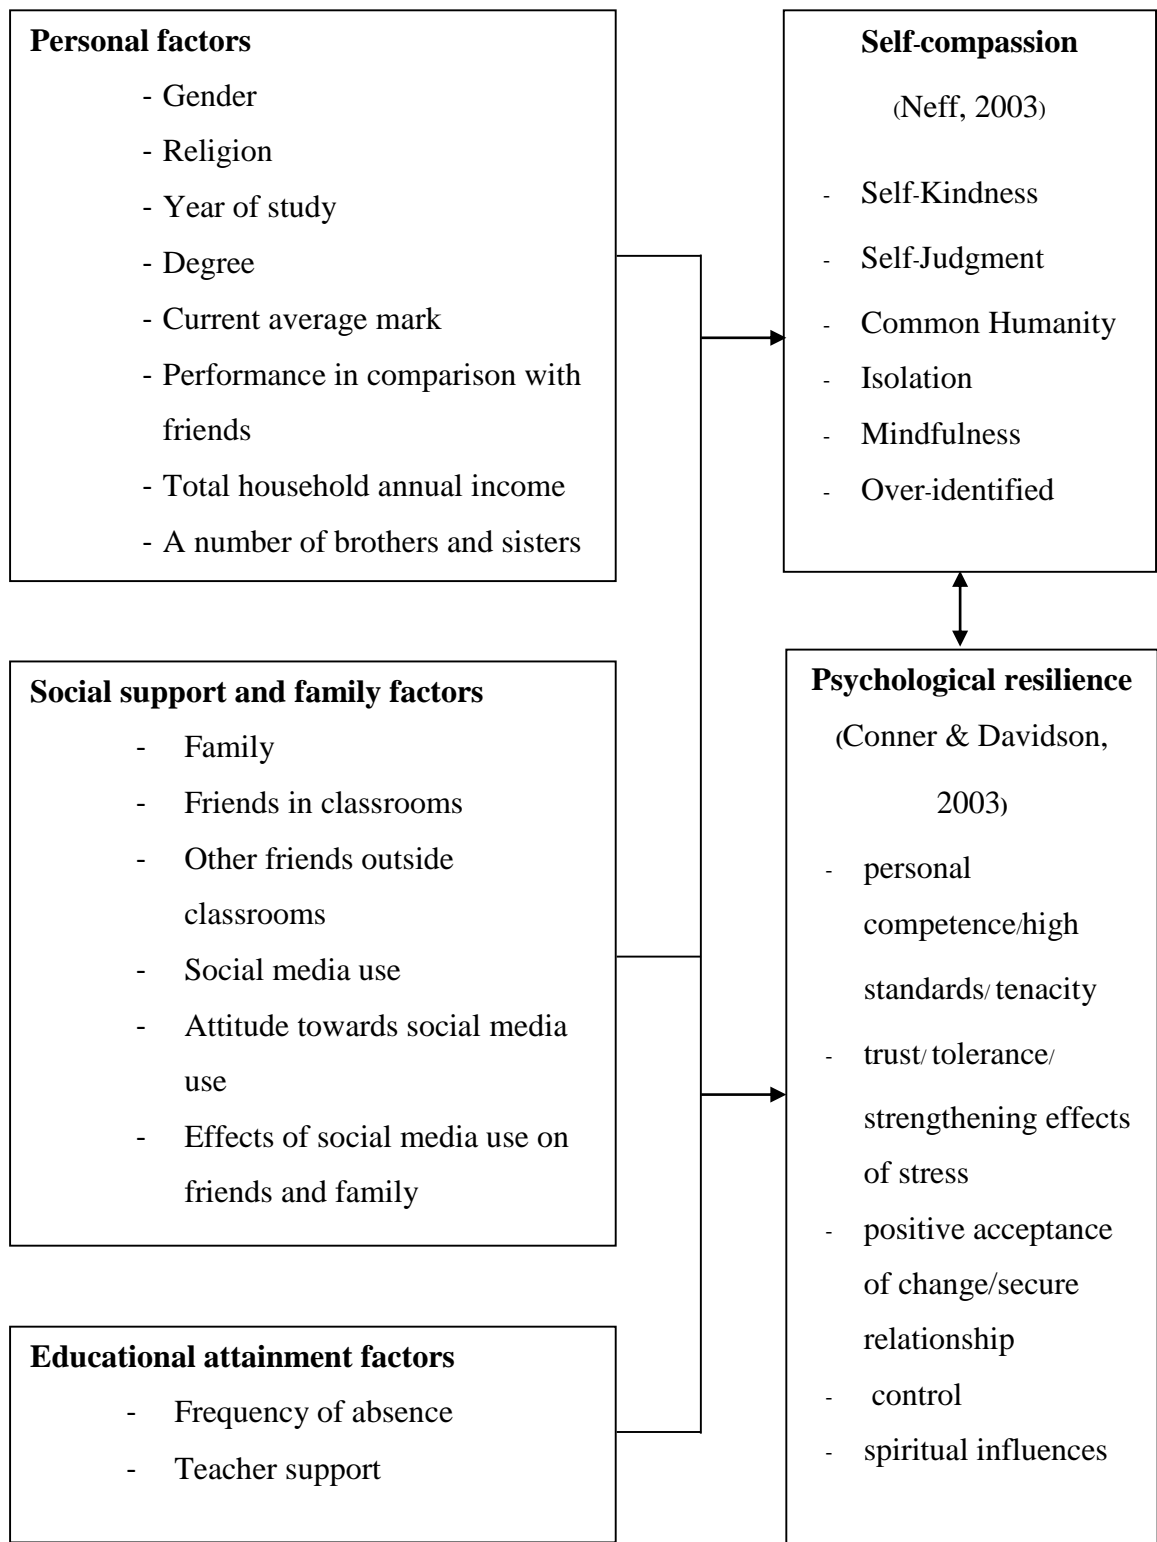 Personal factors
- Gender
- Religion
- Year of study
- Degree
- Current average mark
- Performance in comparison with
friends
- Total household annual income
- A number of brothers and sisters
Social support and family factors
- Family
- Friends in classrooms
- Other friends outside
classrooms
- Social media use
- Attitude towards social media
use
- Effects of social media use on
friends and family
Educational attainment factors
- Frequency of absence
- Teacher support
Self-compassion
(Neff, 2003)
- Self-Kindness
- Self-Judgment
- Common Humanity
- Isolation
- Mindfulness
- Over-identified
Psychological resilience
(Conner & Davidson,
2003)
- personal
competence/high
standards/ tenacity
- trust/ tolerance/
strengthening effects
of stress
- positive acceptance
of change/secure
relationship
- control
- spiritual influences